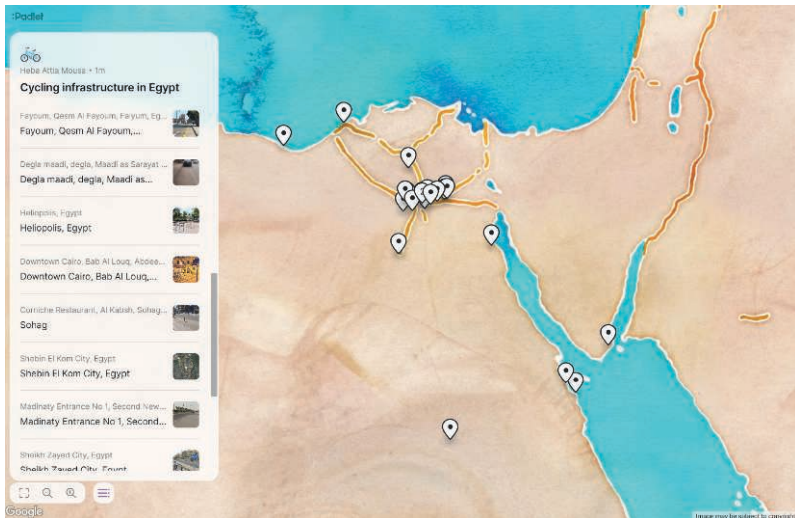 :Padlet
Heba Attia Mousa • 1m
Cycling infrastructure in Egypt
Fayoum, Qesm Al Fayoum, Faiyum, Eg...
Fayoum, Qesm Al Fayoum,...
Degla maadi, degla, Maadi as Sarayat ...
Degla maadi, degla, Maadi as...
Heliopolis, Egypt
Heliopolis, Egypt
Downtown Cairo, Bab Al Louq, Abdee...
Downtown Cairo, Bab Al Louq,...
Corniche Restaurant, Al Katish, Sohag...
Sohag
Shebin El Kom City, Egypt
Shebin El Kom City, Egypt
Madinaty Entrance No 1, Second New...
Madinaty Entrance No 1, Second...
Sheikh Zayed City, Egypt
Sheikh Zayed City, Egypt
Google
Image may be subject to copyright